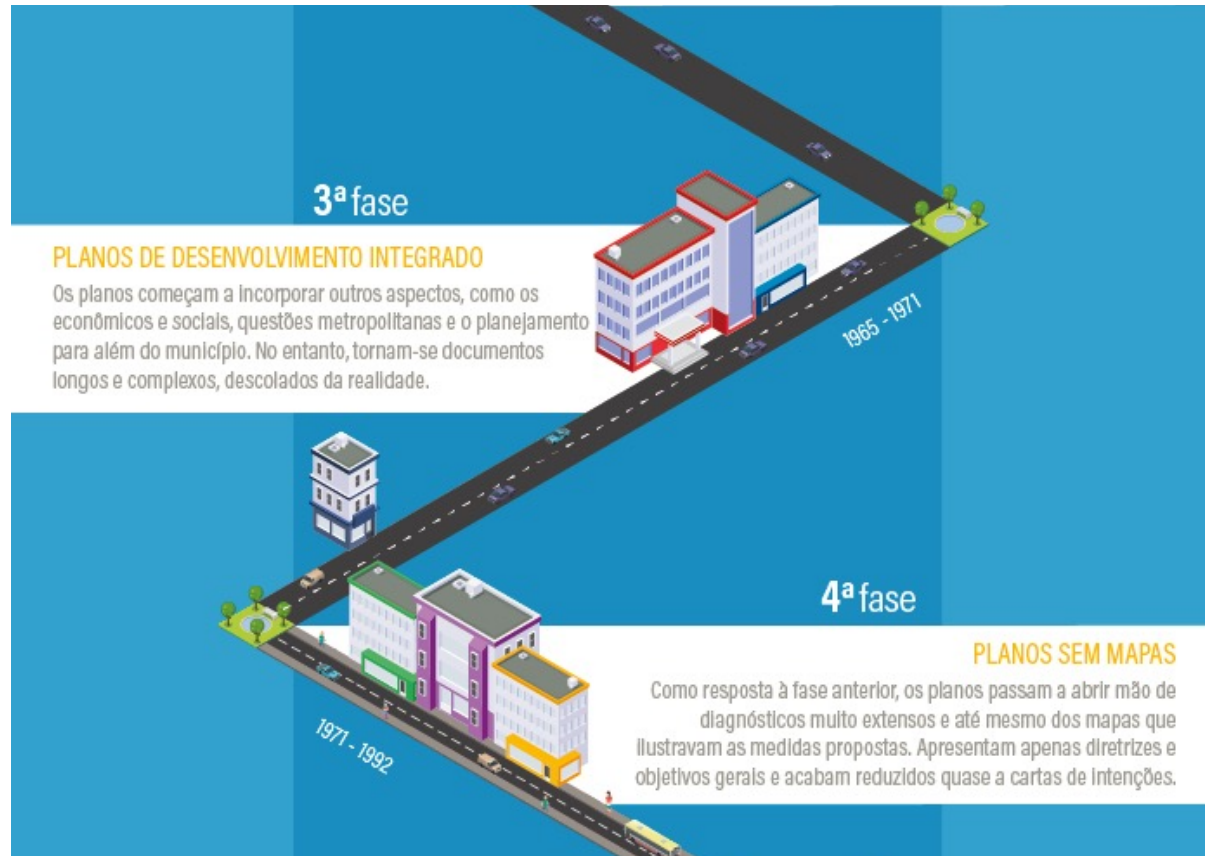 3ª fase
PLANOS DE DESENVOLVIMENTO INTEGRADO
Os planos começam a incorporar outros aspectos, como os
econômicos e sociais, questões metropolitanas e o planejamento
para além do município. No entanto, tornam-se documentos
longos e complexos, descolados da realidade.
1965 - 1971
4ª fase
PLANOS SEM MAPAS
Como resposta à fase anterior, os planos passam a abrir mão de
diagnósticos muito extensos e até mesmo dos mapas que
ilustravam as medidas propostas. Apresentam apenas diretrizes e
objetivos gerais e acabam reduzidos quase a cartas de intenções.
1971 - 1992